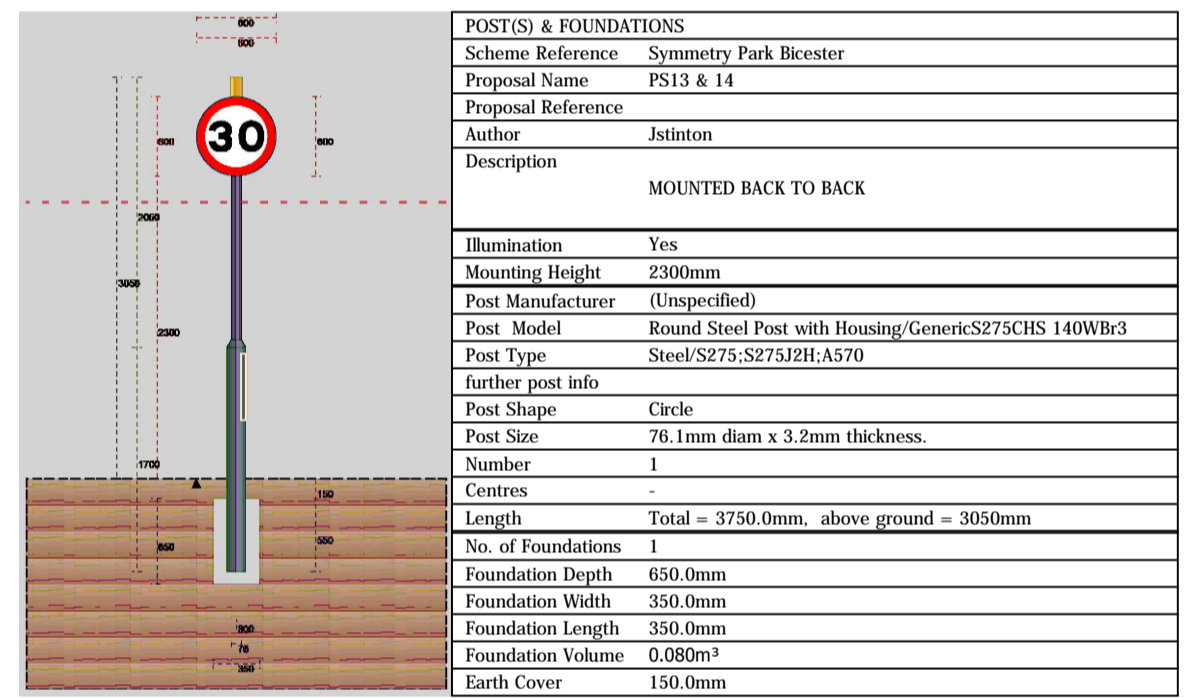 600
600
30
600
600
2060
3050
2300
1700
150
650
550
300
76
350
POST(S) & FOUNDATIONS
Scheme Reference Symmetry Park Bicester
Proposal Name PS13 & 14
Proposal Reference
Author Jstinton
Description
MOUNTED BACK TO BACK
Illumination Yes
Mounting Height 2300mm
Post Manufacturer (Unspecified)
Post Model Round Steel Post with Housing/GenericS275CHS 140WBr3
Post Type Steel/S275;S275J2H;A570
further post info
Post Shape Circle
Post Size 76.1mm diam x 3.2mm thickness.
Number 1
Centres -
Length Total = 3750.0mm, above ground = 3050mm
No. of Foundations 1
Foundation Depth 650.0mm
Foundation Width 350.0mm
Foundation Length 350.0mm
Foundation Volume 0.080m³
Earth Cover 150.0mm